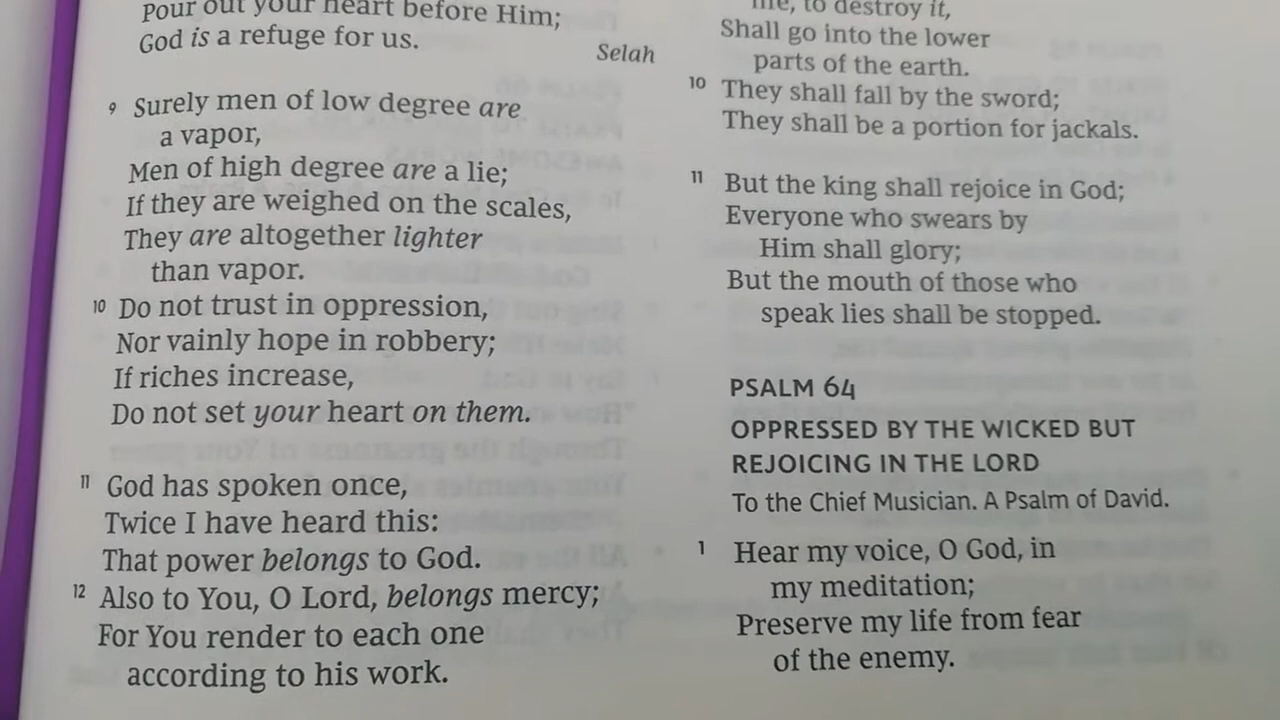 Pour out your heart before Him;
God is a refuge for us.
Selah
9 Surely men of low degree are
a vapor,
Men of high degree are a lie;
If they are weighed on the scales,
They are altogether lighter
than vapor.
10 Do not trust in oppression,
Nor vainly hope in robbery;
If riches increase,
Do not set your heart on them.
11 God has spoken once,
Twice I have heard this:
That power belongs to God.
12 Also to You, O Lord, belongs mercy;
For You render to each one
according to his work.
me, to destroy it,
Shall go into the lower
parts of the earth.
10 They shall fall by the sword;
They shall be a portion for jackals.
11 But the king shall rejoice in God;
Everyone who swears by
Him shall glory;
But the mouth of those who
speak lies shall be stopped.
PSALM 64
OPPRESSED BY THE WICKED BUT
REJOICING IN THE LORD
To the Chief Musician. A Psalm of David.
1 Hear my voice, O God, in
my meditation;
Preserve my life from fear
of the enemy.